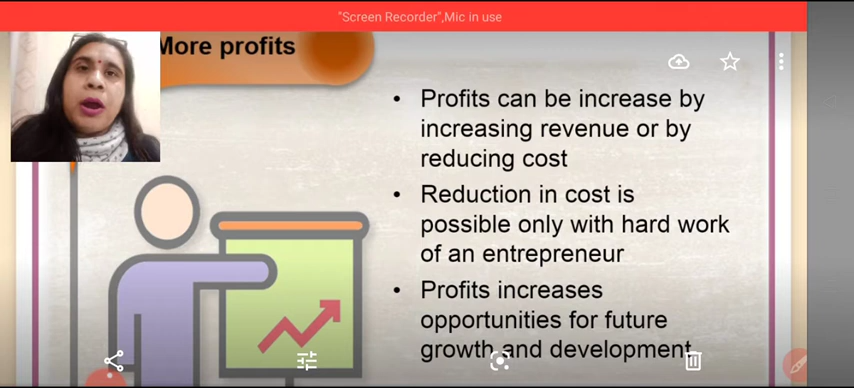 "Screen Recorder",Mic in use
More profits
• Profits can be increase by
increasing revenue or by
reducing cost
• Reduction in cost is
possible only with hard work
of an entrepreneur
• Profits increases
opportunities for future
growth and development